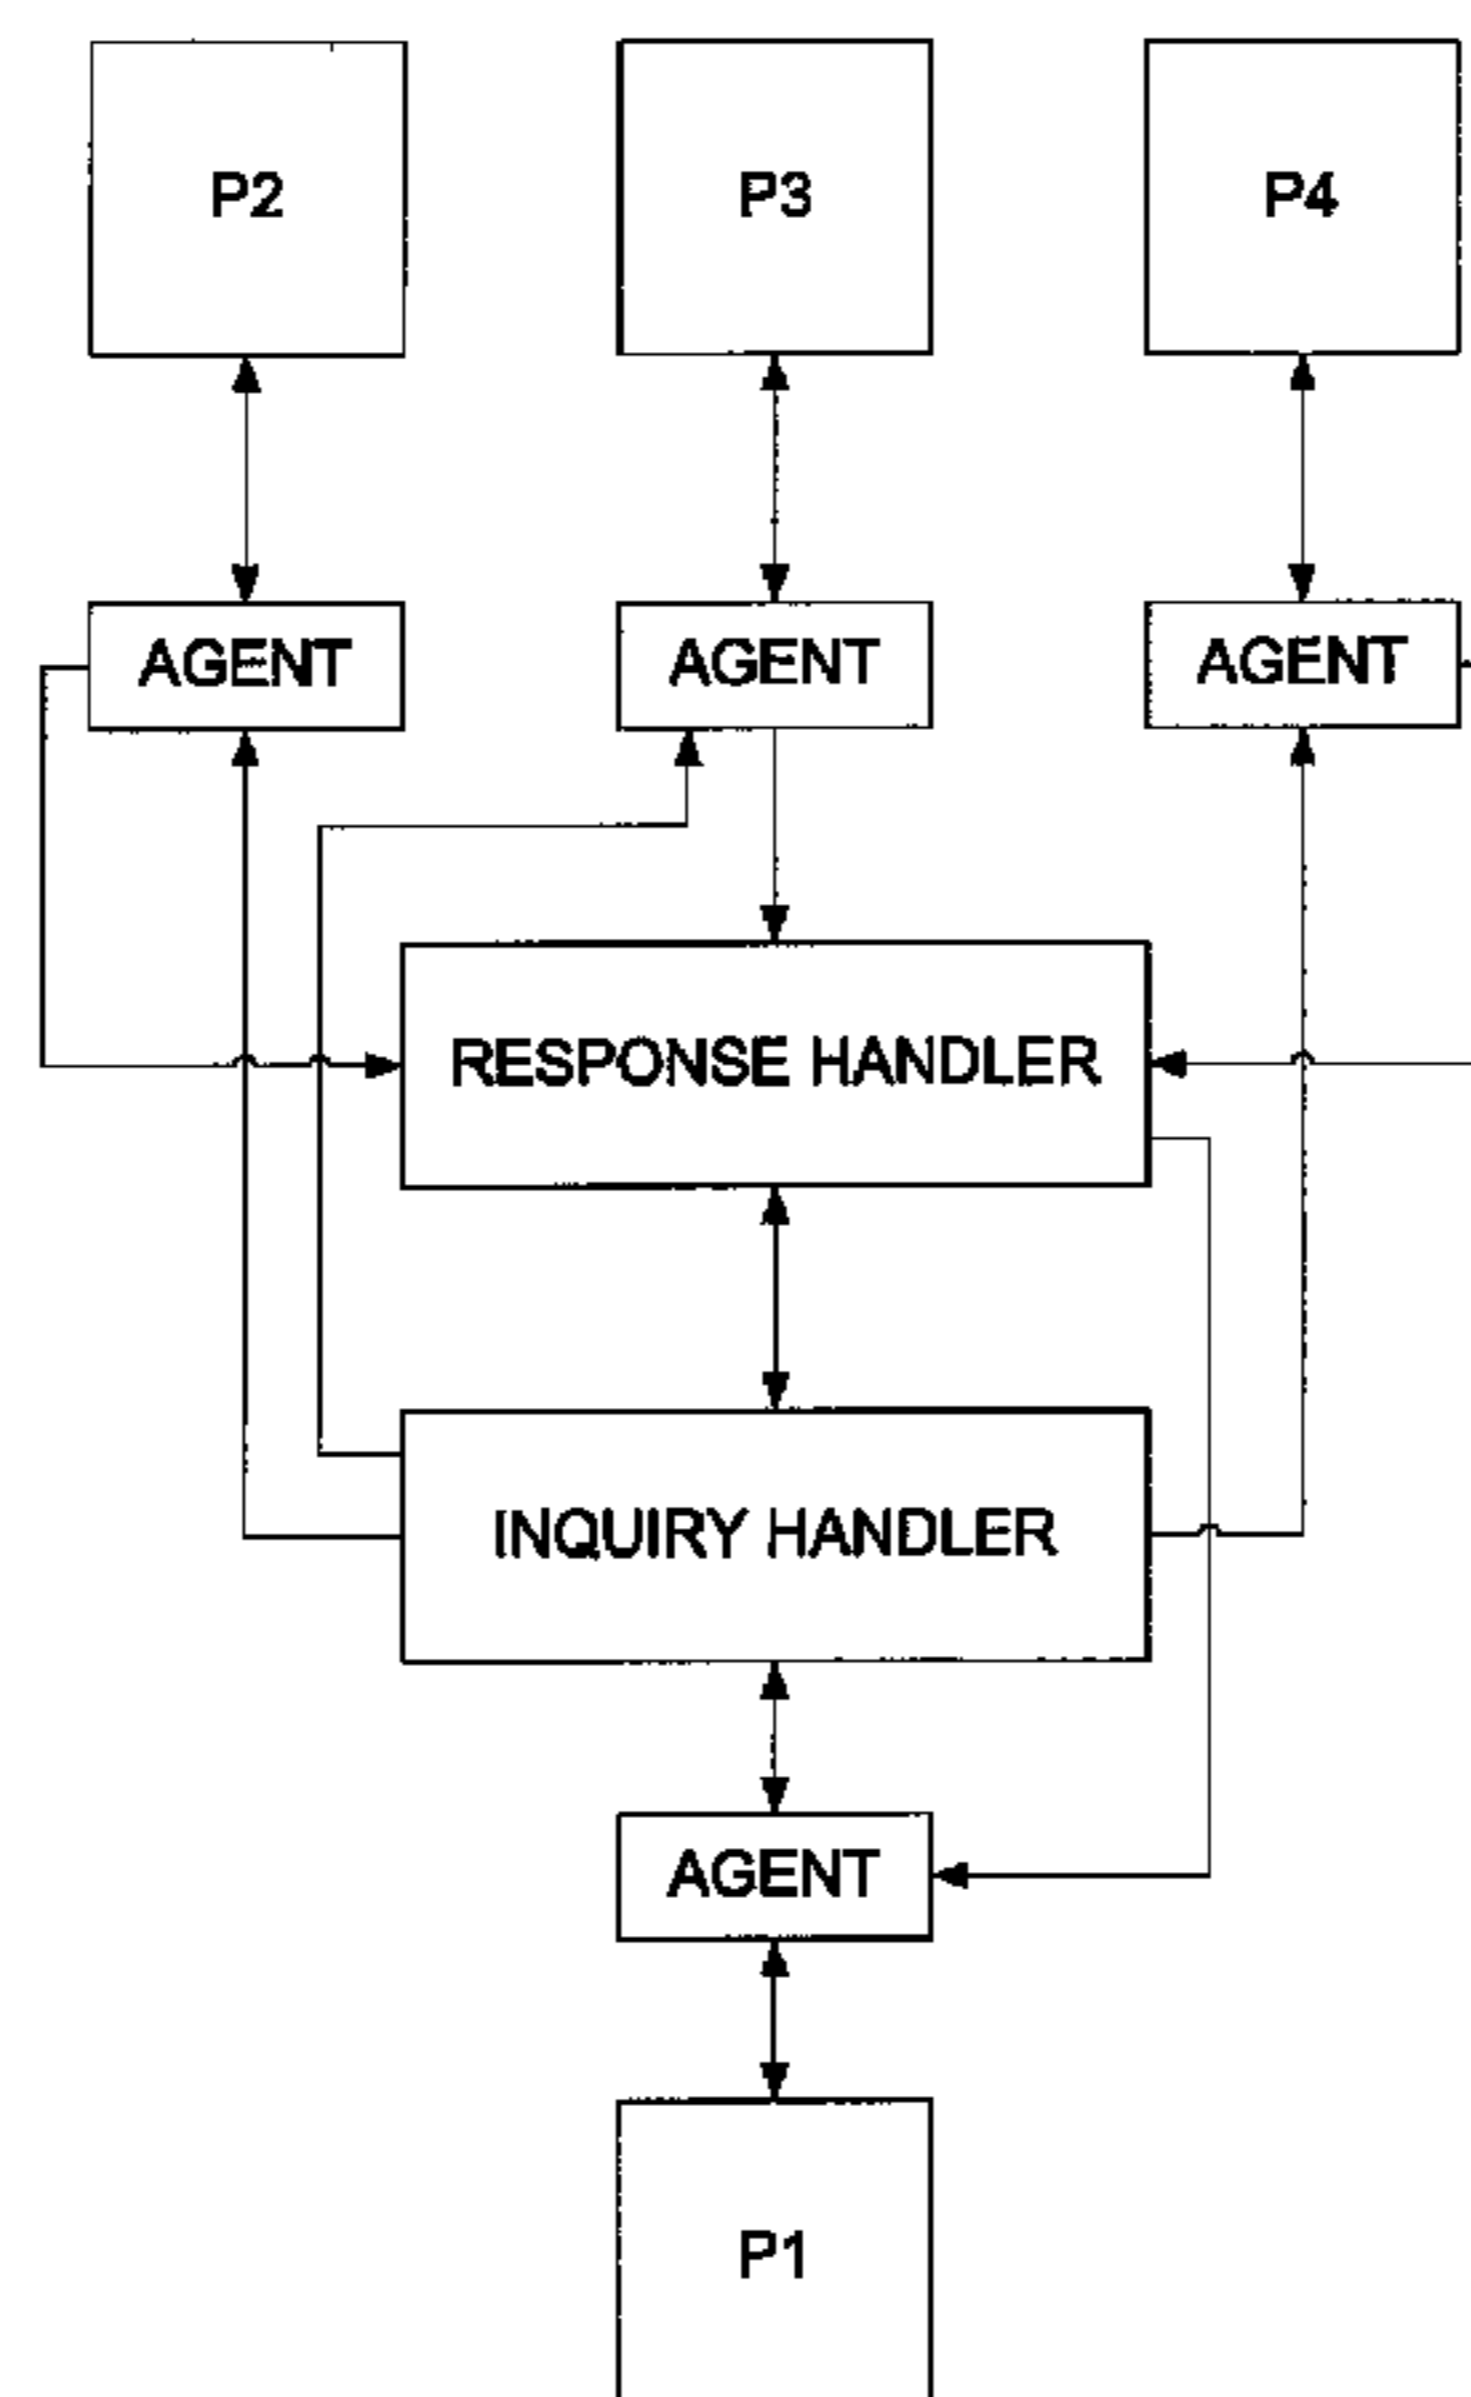 P2
P3
P4
AGENT
AGENT
AGENT
RESPONSE HANDLER
INQUIRY HANDLER
AGENT
P1